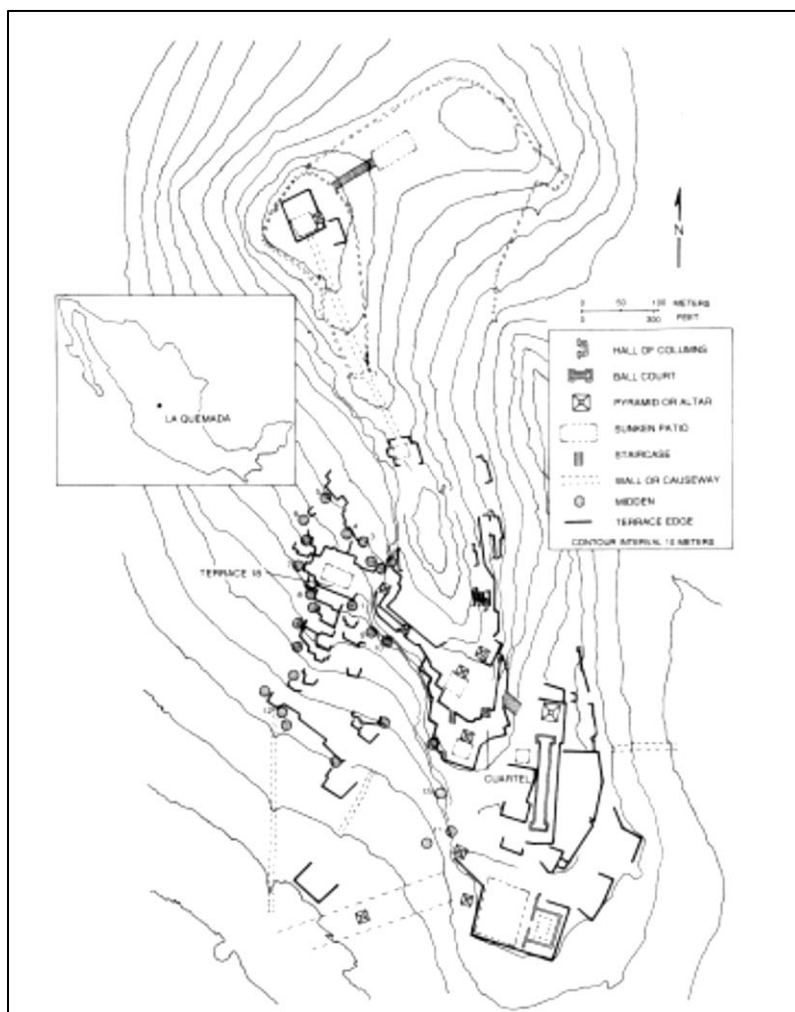 N
0 50 100 METERS
0 300 FEET
HALL OF COLUMNS
BALL COURT
PYRAMID OR ALTAR
SUNKEN PATIO
STAIRCASE
WALL OR CAUSEWAY
MIDDEN
TERRACE EDGE
CONTOUR INTERVAL 10 METERS
LA QUEMADA
TERRACE 18
CUARTEL